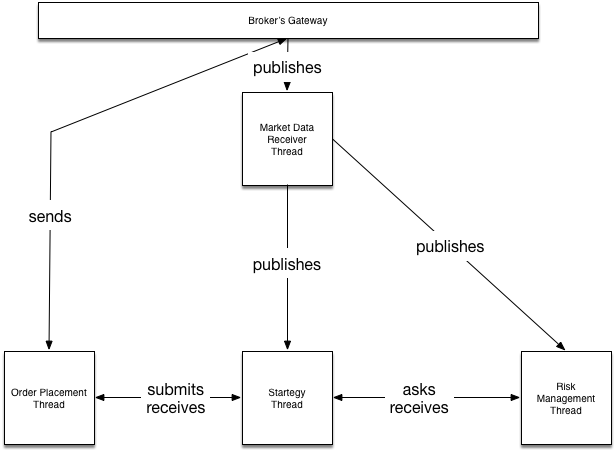 Broker's Gateway
publishes
Market Data
Receiver
Thread
sends
publishes
publishes
Order Placement
Thread
submits
receives
Startegy
Thread
asks
receives
Risk
Management
Thread